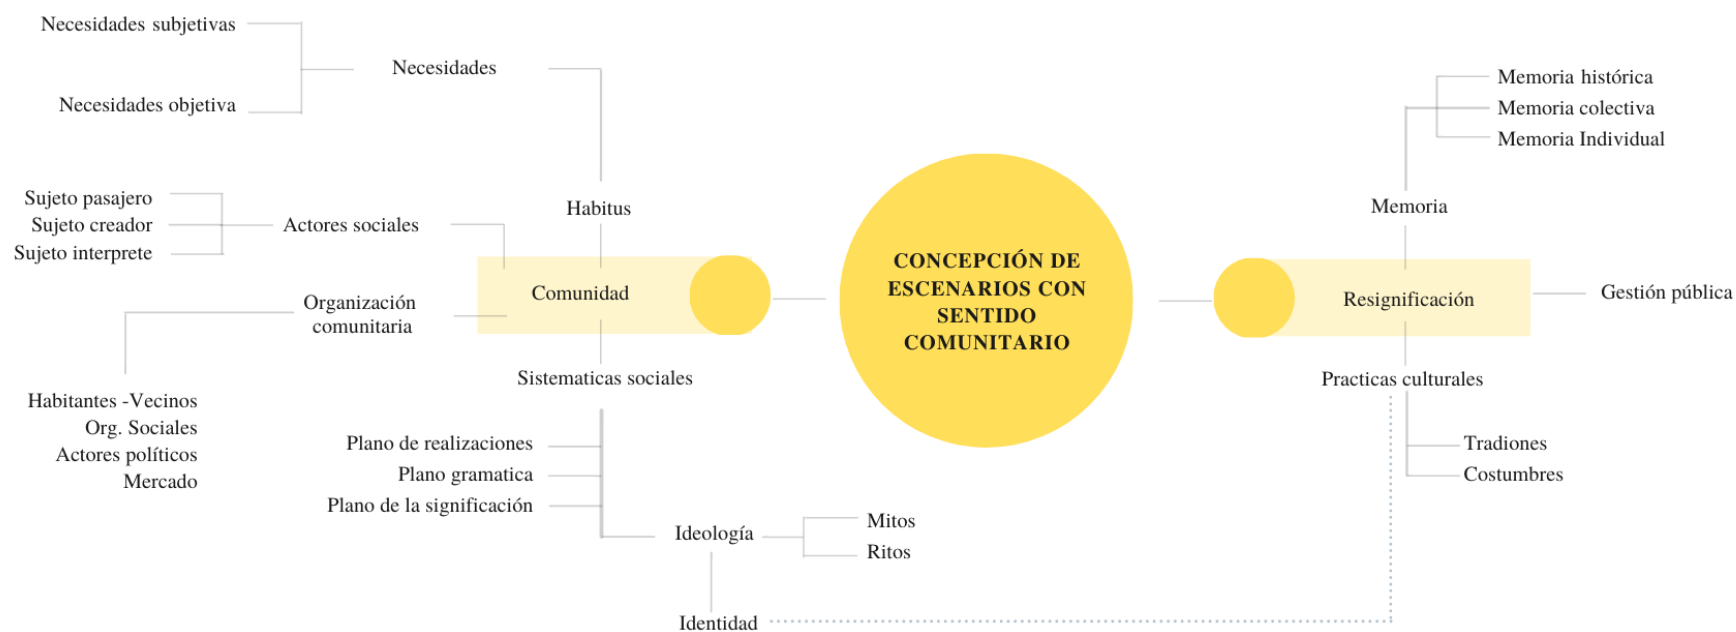 Necesidades subjetivas
Necesidades
Necesidades objetiva
Sujeto pasajero
Sujeto creador
Sujeto interprete
Actores sociales
Habitus
Comunidad
Organización
comunitaria
Habitantes -Vecinos
Org. Sociales
Actores políticos
Mercado
Sistematicas sociales
Plano de realizaciones
Plano gramatica
Plano de la significación
Ideología
Mitos
Ritos
Identidad
CONCEPCIÓN DE
ESCENARIOS CON
SENTIDO
COMUNITARIO
Memoria histórica
Memoria colectiva
Memoria Individual
Memoria
Resignificación
Gestión pública
Practicas culturales
Tradiones
Costumbres